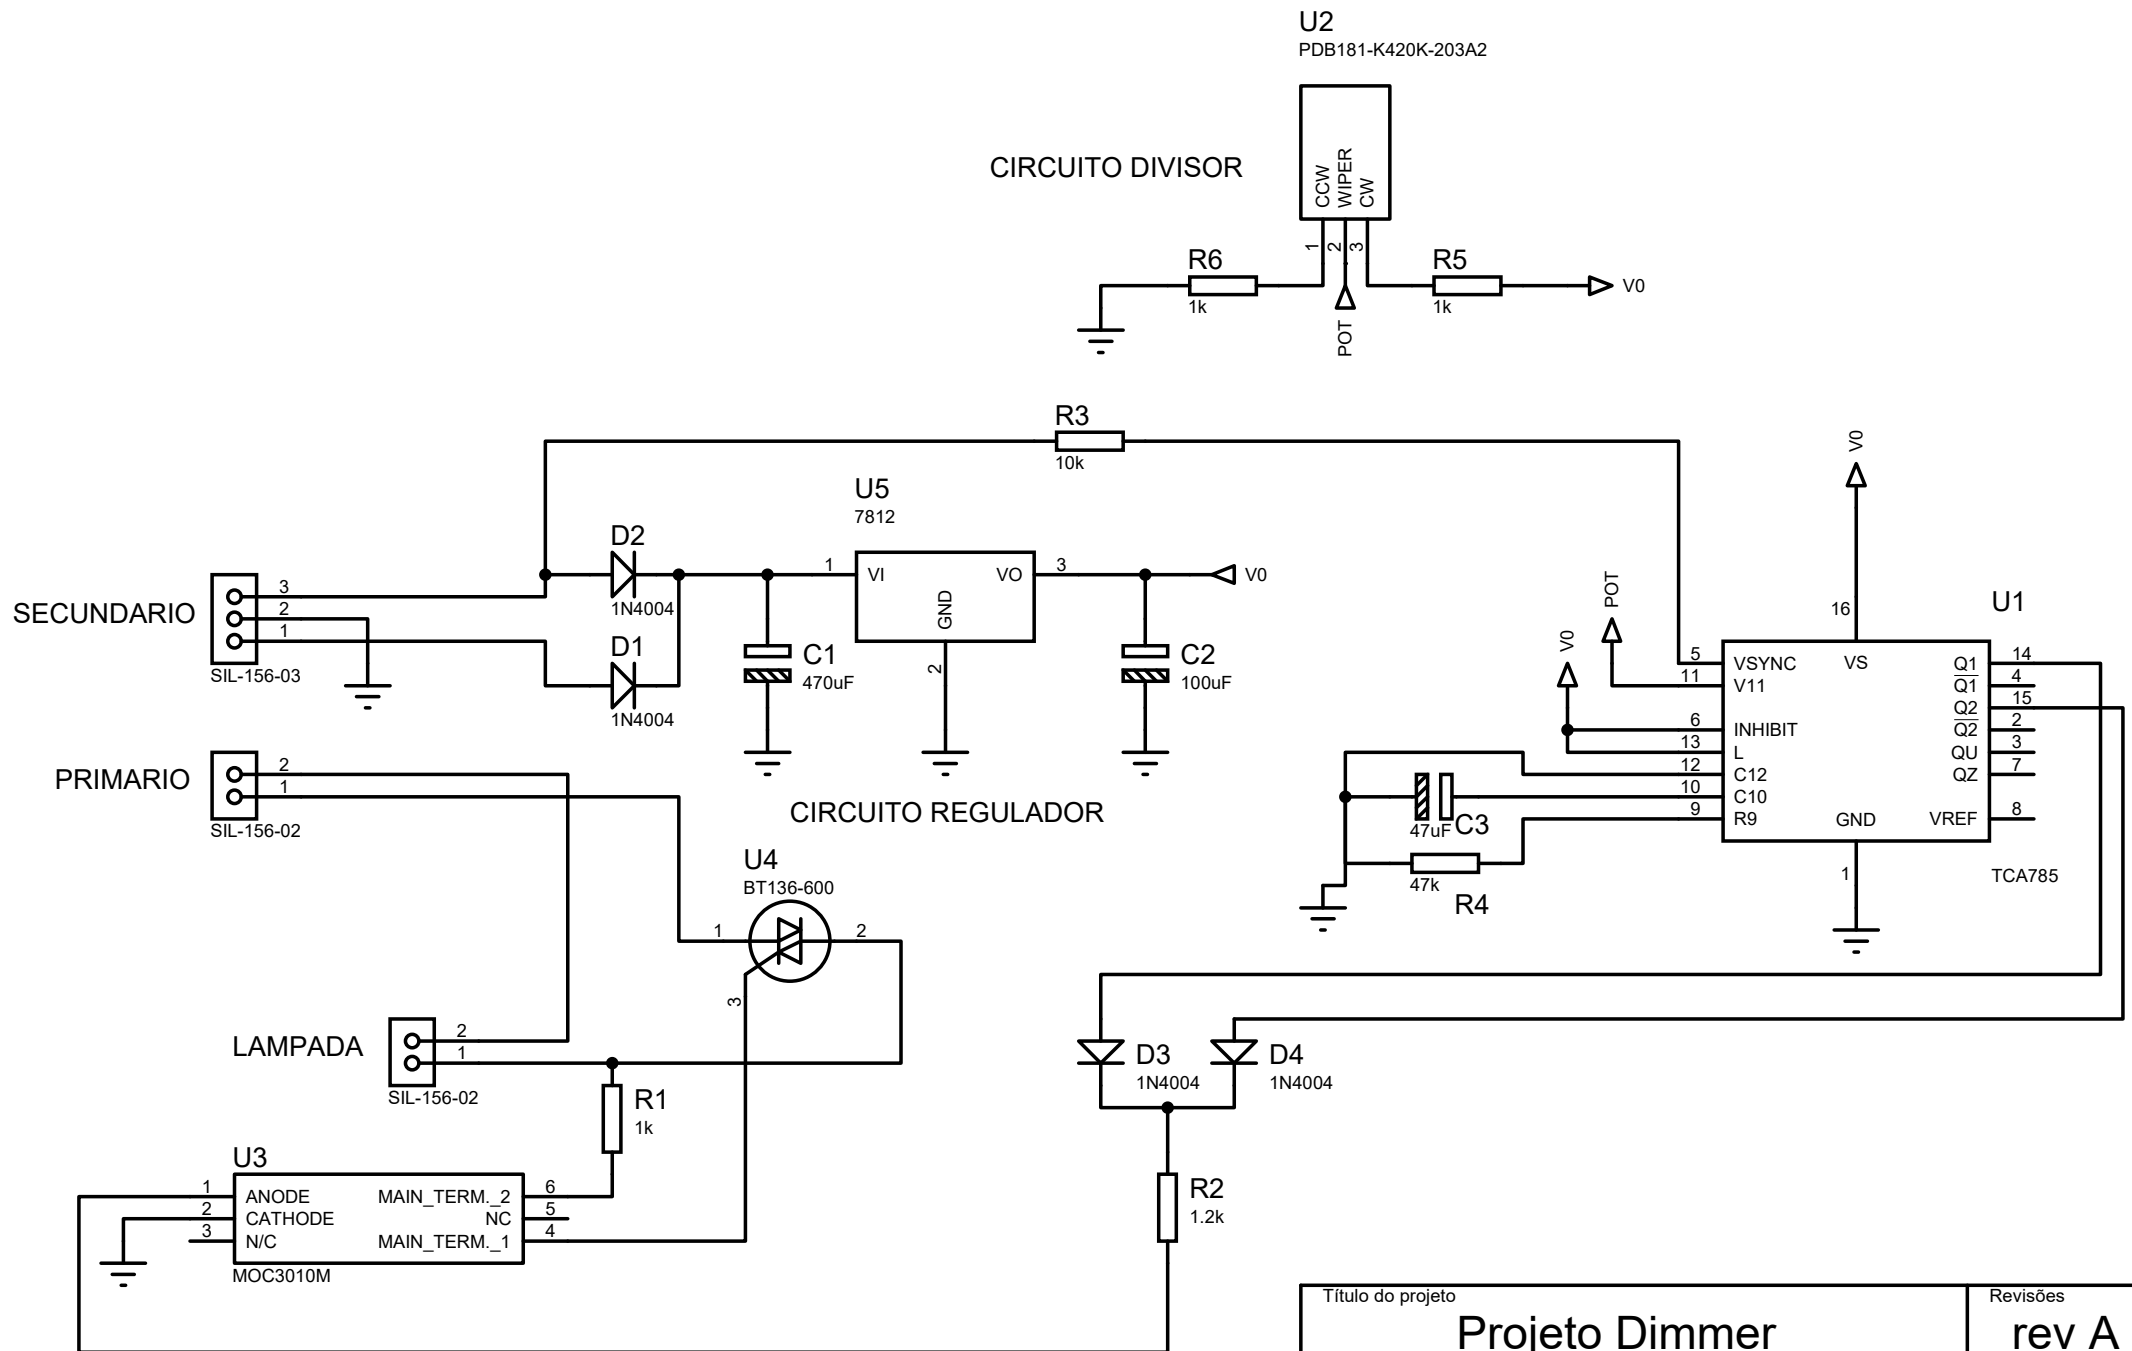 U2
PDB181-K420K-203A2
CIRCUITO DIVISOR
CCW
WIPER
CW
1
2
3
R6
1k
R5
1k
V0
POT
R3
10k
V0
U5
7812
D2
1N4004
1
VI
VO
3
V0
GND
2
SECUNDARIO
3
2
1
SIL-156-03
D1
1N4004
C1
470uF
C2
100uF
POT
V0
16
U1
5
VSYNC
VS
Q1
14
11
V11
Q1
4
Q2
15
6
INHIBIT
Q2
2
13
L
QU
3
12
C12
QZ
7
10
C10
9
R9
GND
VREF
8
1
TCA785
47uF
C3
47k
R4
PRIMARIO
2
1
SIL-156-02
CIRCUITO REGULADOR
U4
BT136-600
1
2
3
LAMPADA
2
1
SIL-156-02
R1
1k
D3
1N4004
D4
1N4004
U3
1
ANODE
MAIN_TERM._2
6
2
CATHODE
NC
5
3
N/C
MAIN_TERM._1
4
MOC3010M
R2
1.2k
Título do projeto
Projeto Dimmer
Revisões
rev A